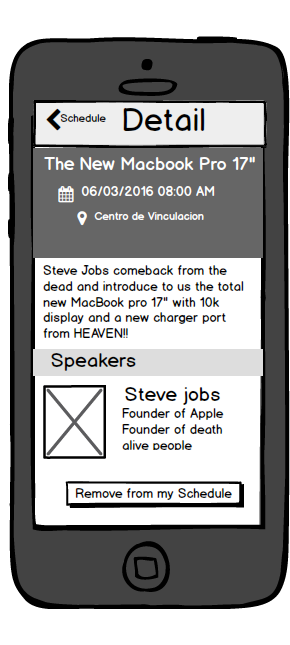 Schedule Detail
The New Macbook Pro 17"
06/03/2016 08:00 AM
Centro de Vinculacion
Steve Jobs comeback from the
dead and introduce to us the total
new MacBook pro 17" with 10k
display and a new charger port
from HEAVEN!!
Speakers
Steve jobs
Founder of Apple
Founder of death
alive people
Remove from my Schedule